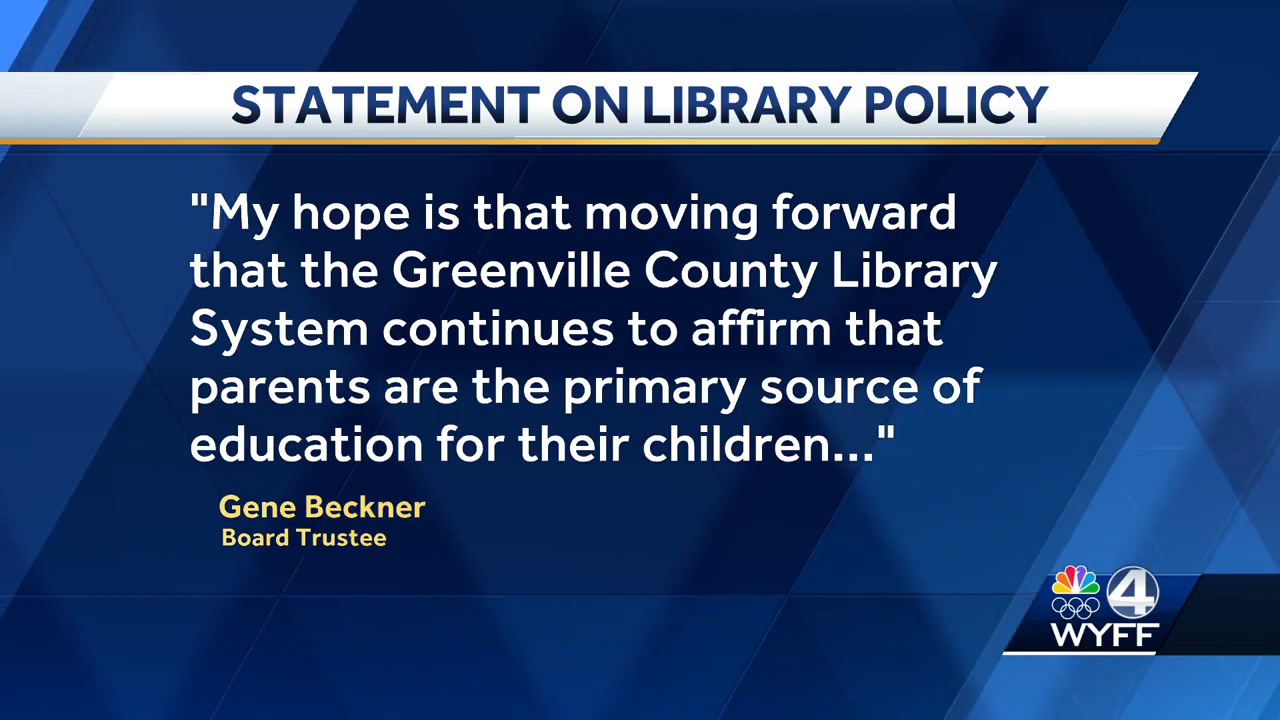 STATEMENT ON LIBRARY POLICY
"My hope is that moving forward
that the Greenville County Library
System continues to affirm that
parents are the primary source of
education for their children..."
Gene Beckner
Board Trustee
4
WYFF